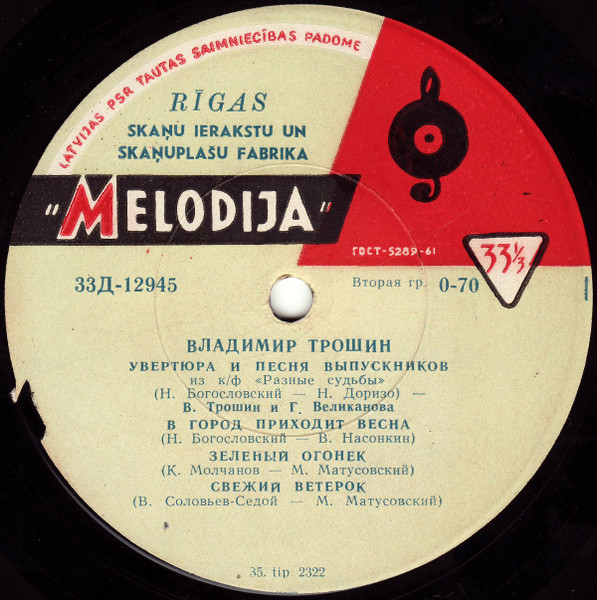 LATVIJAS PSR TAUTAS SAIMNIECĪBAS PADOME
RĪGAS
SKAŅU IERAKSTU UN
SKAŅUPLAŠU FABRIKA
"MELODIJA"
ГОСТ-5289-61
33⅓
33Д-12945
Вторая гр. 0-70
ВЛАДИМИР ТРОШИН
УВЕРТЮРА И ПЕСНЯ ВЫПУСКНИКОВ
из к/ф «Разные судьбы»
(Н. Богословский — Н. Доризо) —
В. Трошин и Г. Великанова
В ГОРОД ПРИХОДИТ ВЕСНА
(Н. Богословский — В. Насонкин)
ЗЕЛЕНЫЙ ОГОНЕК
(К. Молчанов — М. Матусовский)
СВЕЖИЙ ВЕТЕРОК
(В. Соловьев-Седой — М. Матусовский)
35. tip 2322